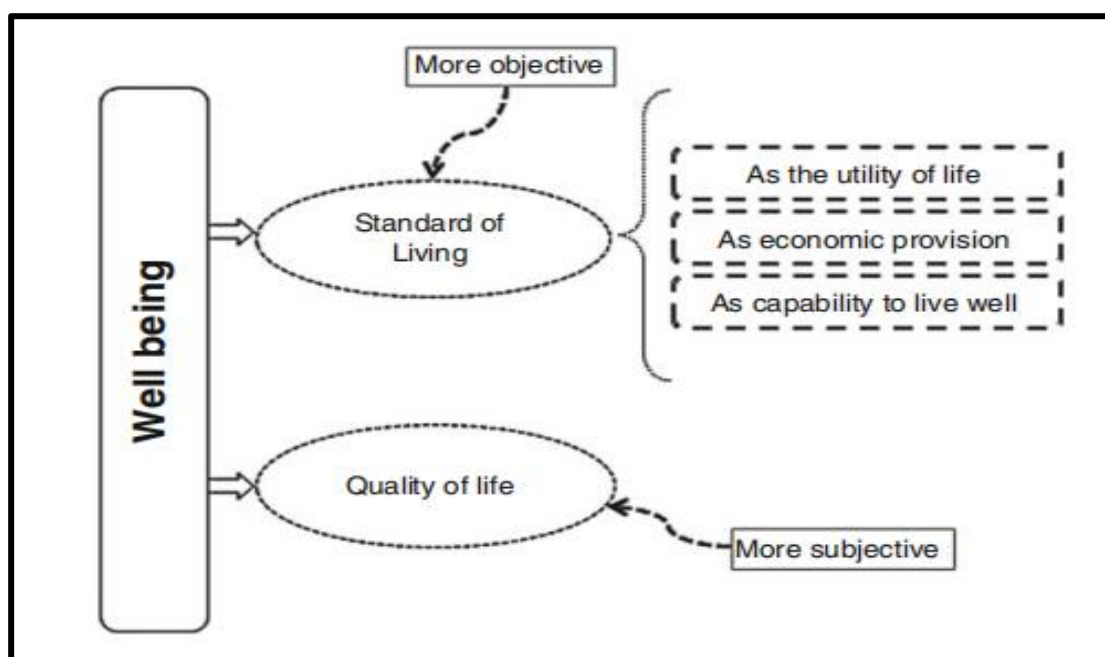 More objective
As the utility of life
Standard of
Living
As economic provision
As capability to live well
Well being
Quality of life
More subjective